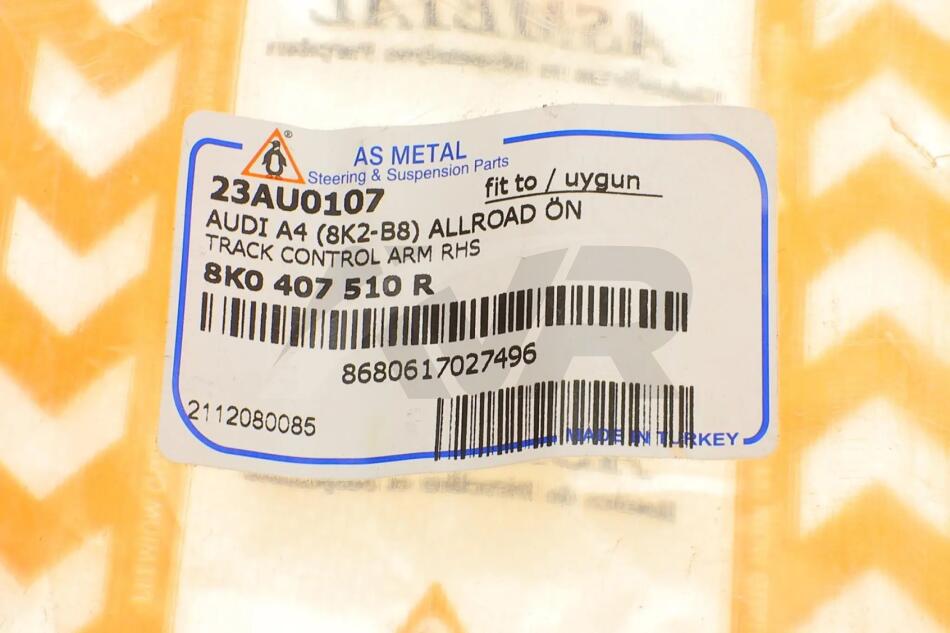 ®
AS METAL
Steering & Suspension Parts
23AU0107
fit to / uygun
AUDI A4 (8K2-B8) ALLROAD ÖN
TRACK CONTROL ARM RHS
8K0 407 510 R
AVR
8680617027496
2112080085
MADE IN TURKEY